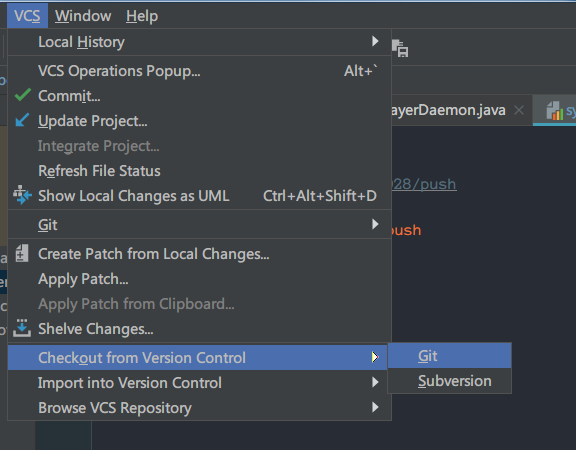 VCS Window Help
Local History
VCS Operations Popup... Alt+`
Commit...
ayerDaemon.java
Update Project...
Integrate Project...
Refresh File Status
028/push
Show Local Changes as UML Ctrl+Alt+Shift+D
Git
push
Create Patch from Local Changes...
Apply Patch...
Apply Patch from Clipboard...
Shelve Changes...
Checkout from Version Control
Git
Import into Version Control
Subversion
Browse VCS Repository